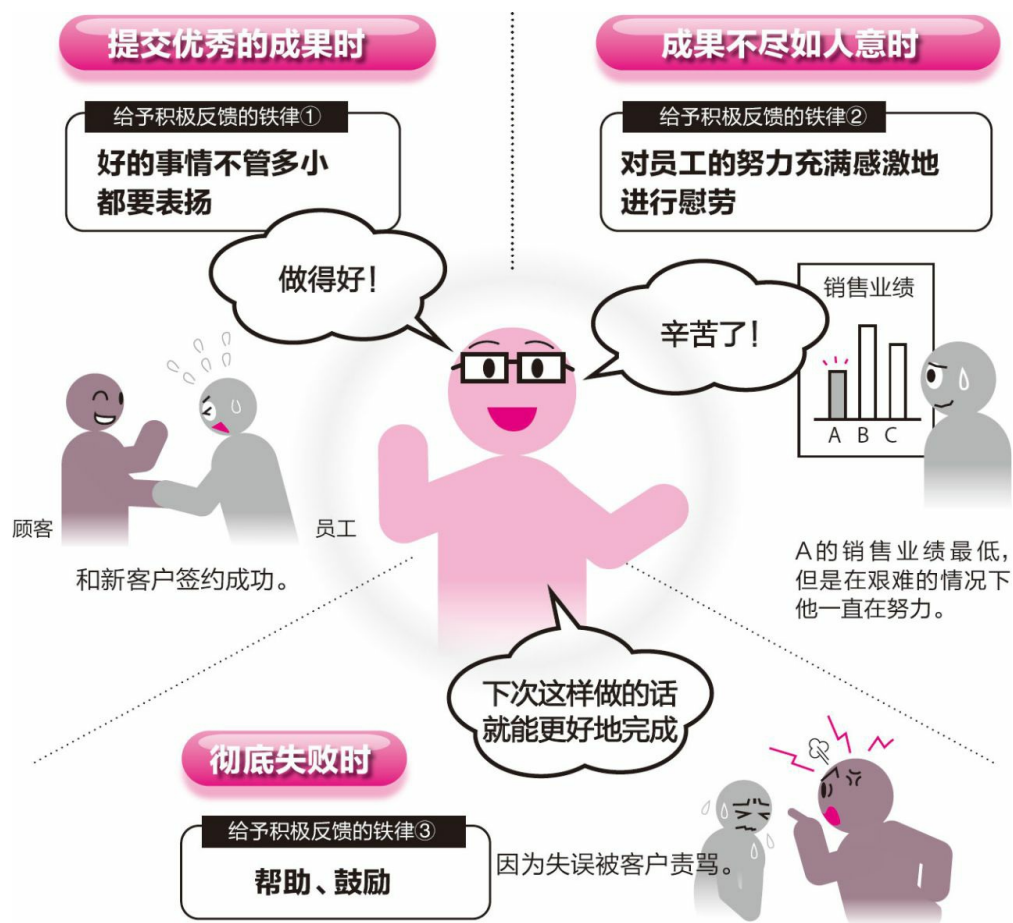 提交优秀的成果时
给予积极反馈的铁律①
好的事情不管多小
都要表扬
做得好！
顾客
员工
和新客户签约成功。
成果不尽如人意时
给予积极反馈的铁律②
对员工的努力充满感激地
进行慰劳
辛苦了！
销售业绩
A B C
A的销售业绩最低，
但是在艰难的情况下
他一直在努力。
下次这样做的话
就能更好地完成
彻底失败时
给予积极反馈的铁律③
帮助、鼓励
因为失误被客户责骂。